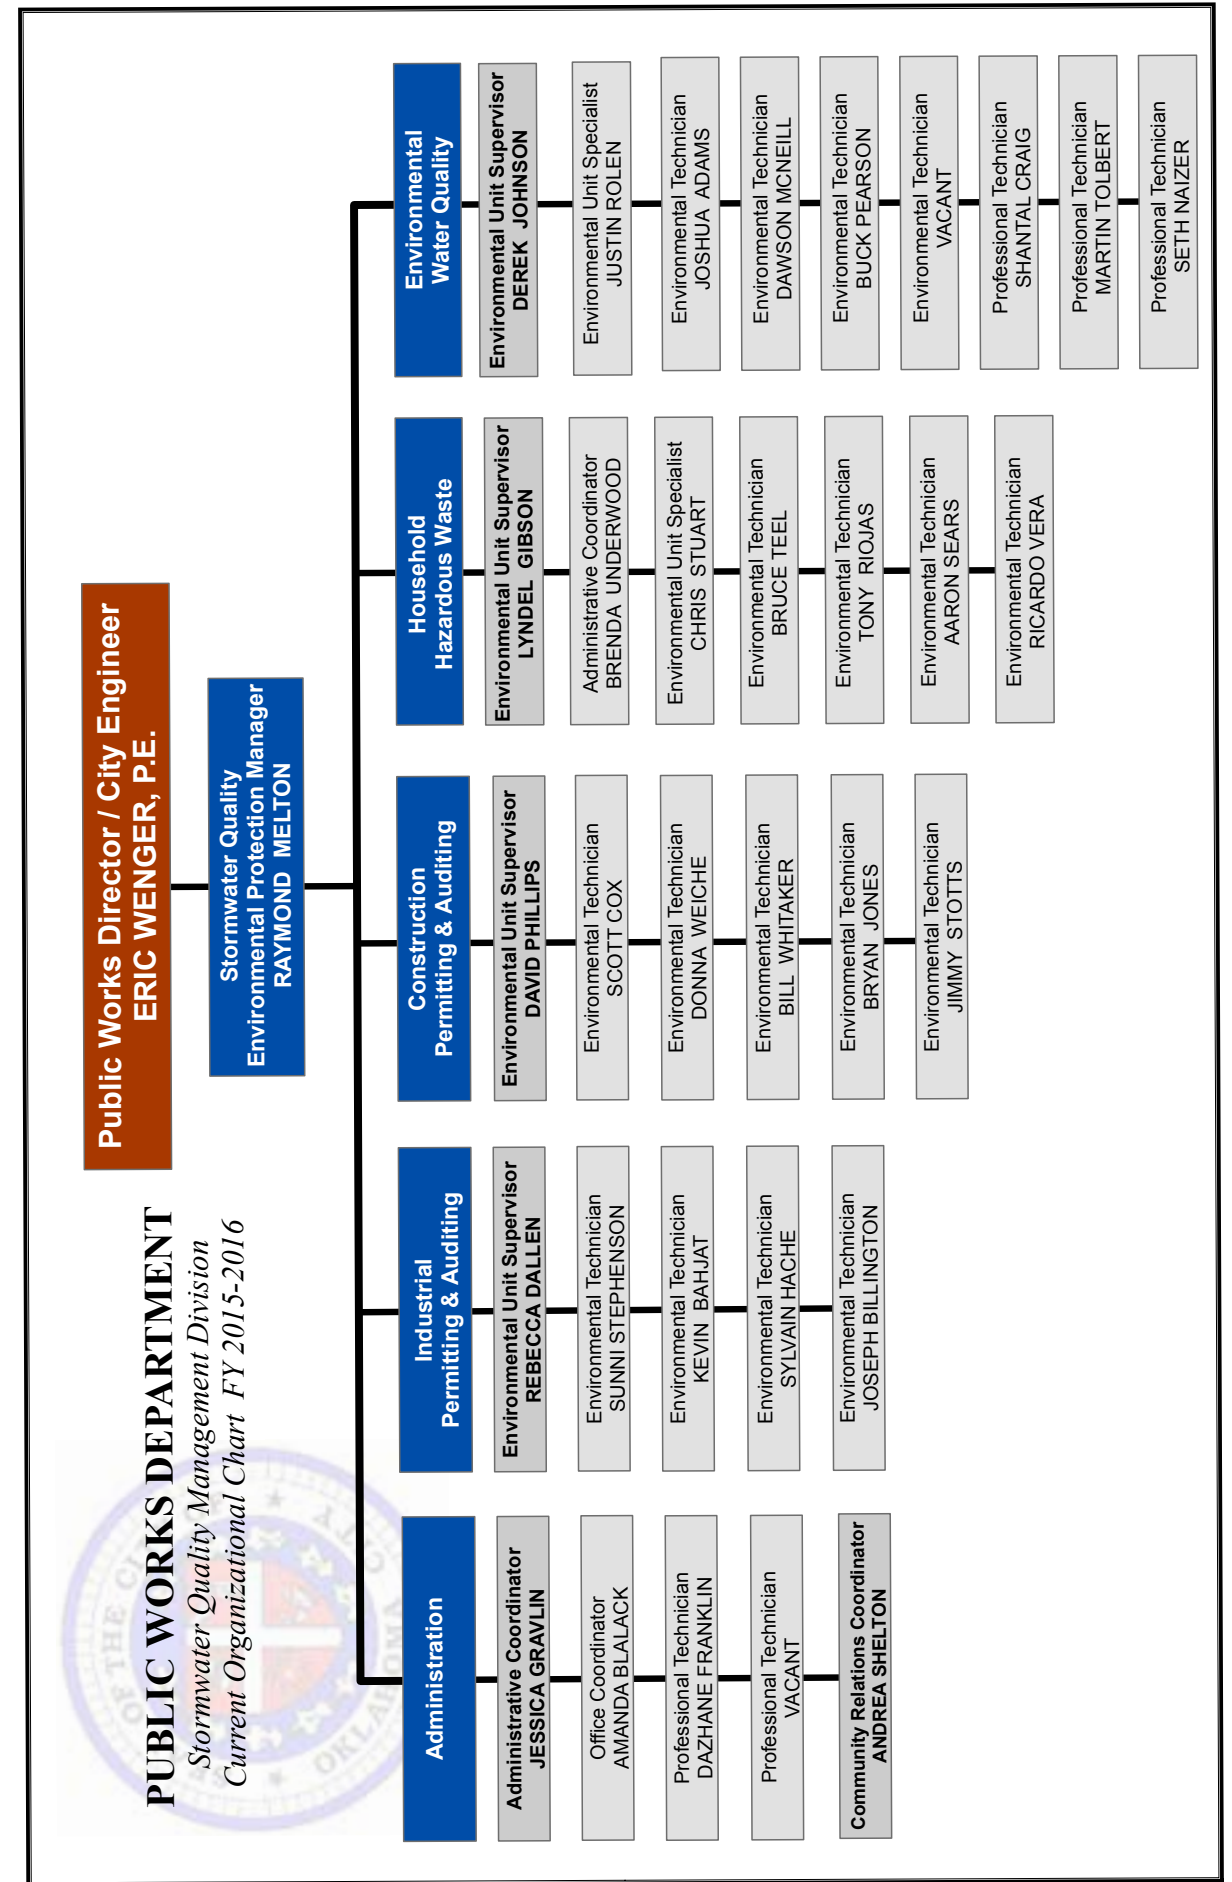 PUBLIC WORKS DEPARTMENT
Stormwater Quality Management Division
Current Organizational Chart FY 2015-2016
Public Works Director / City Engineer
ERIC WENGER, P.E.
Stormwater Quality
Environmental Protection Manager
RAYMOND MELTON
Administration
Administrative Coordinator
JESSICA GRAVLIN
Office Coordinator
AMANDA BLALACK
Professional Technician
DAZHANE FRANKLIN
Professional Technician
VACANT
Community Relations Coordinator
ANDREA SHELTON
Industrial
Permitting & Auditing
Environmental Unit Supervisor
REBECCA DALLEN
Environmental Technician
SUNNI STEPHENSON
Environmental Technician
KEVIN BAHJAT
Environmental Technician
SYLVAIN HACHE
Environmental Technician
JOSEPH BILLINGTON
Construction
Permitting & Auditing
Environmental Unit Supervisor
DAVID PHILLIPS
Environmental Technician
SCOTT COX
Environmental Technician
DONNA WEICHE
Environmental Technician
BILL WHITAKER
Environmental Technician
BRYAN JONES
Environmental Technician
JIMMY STOTTS
Household
Hazardous Waste
Environmental Unit Supervisor
LYNDEL GIBSON
Administrative Coordinator
BRENDA UNDERWOOD
Environmental Unit Specialist
CHRIS STUART
Environmental Technician
BRUCE TEEL
Environmental Technician
TONY RIOJAS
Environmental Technician
AARON SEARS
Environmental Technician
RICARDO VERA
Environmental
Water Quality
Environmental Unit Supervisor
DEREK JOHNSON
Environmental Unit Specialist
JUSTIN ROLEN
Environmental Technician
JOSHUA ADAMS
Environmental Technician
DAWSON MCNEILL
Environmental Technician
BUCK PEARSON
Environmental Technician
VACANT
Professional Technician
SHANTAL CRAIG
Professional Technician
MARTIN TOLBERT
Professional Technician
SETH NAIZER
OF THE CITY
OKLAHOMA CITY